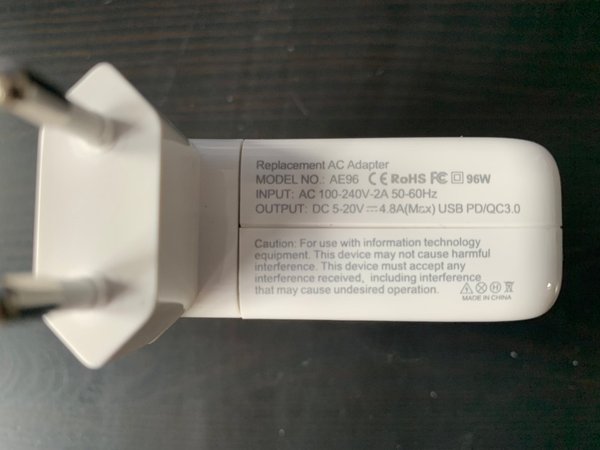 Replacement AC Adapter
MODEL NO.: AE96 CE RoHS FC 96W
INPUT: AC 100-240V-2A 50-60Hz
OUTPUT: DC 5-20V⎓4.8A(Max) USB PD/QC3.0
Caution: For use with information technology
equipment. This device may not cause harmful
interference. This device must accept any
interference received, including interference
that may cause undesired operation.
MADE IN CHINA